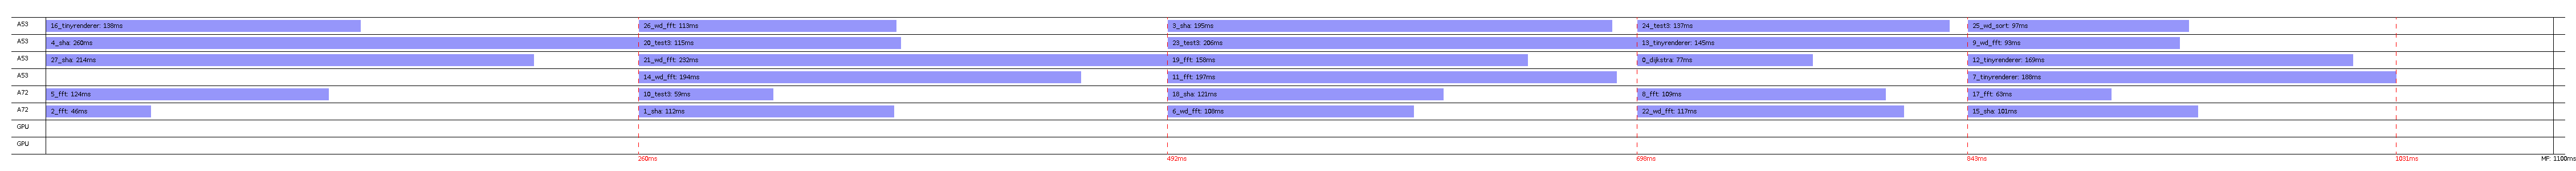 A53 16_tinyrenderer: 138ms 26_wd_fft: 113ms 3_sha: 195ms 24_test3: 137ms 25_wd_sort: 97ms
A53 4_sha: 260ms 20_test3: 115ms 23_test3: 206ms 13_tinyrenderer: 145ms 9_wd_fft: 93ms
A53 27_sha: 214ms 21_wd_fft: 232ms 19_fft: 158ms 0_dijkstra: 77ms 12_tinyrenderer: 169ms
A53 14_wd_fft: 194ms 11_fft: 197ms 7_tinyrenderer: 188ms
A72 5_fft: 124ms 10_test3: 59ms 18_sha: 121ms 8_fft: 109ms 17_fft: 63ms
A72 2_fft: 46ms 1_sha: 112ms 6_wd_fft: 108ms 22_wd_fft: 117ms 15_sha: 101ms
GPU
GPU
260ms 492ms 698ms 843ms 1031ms MF: 1100ms